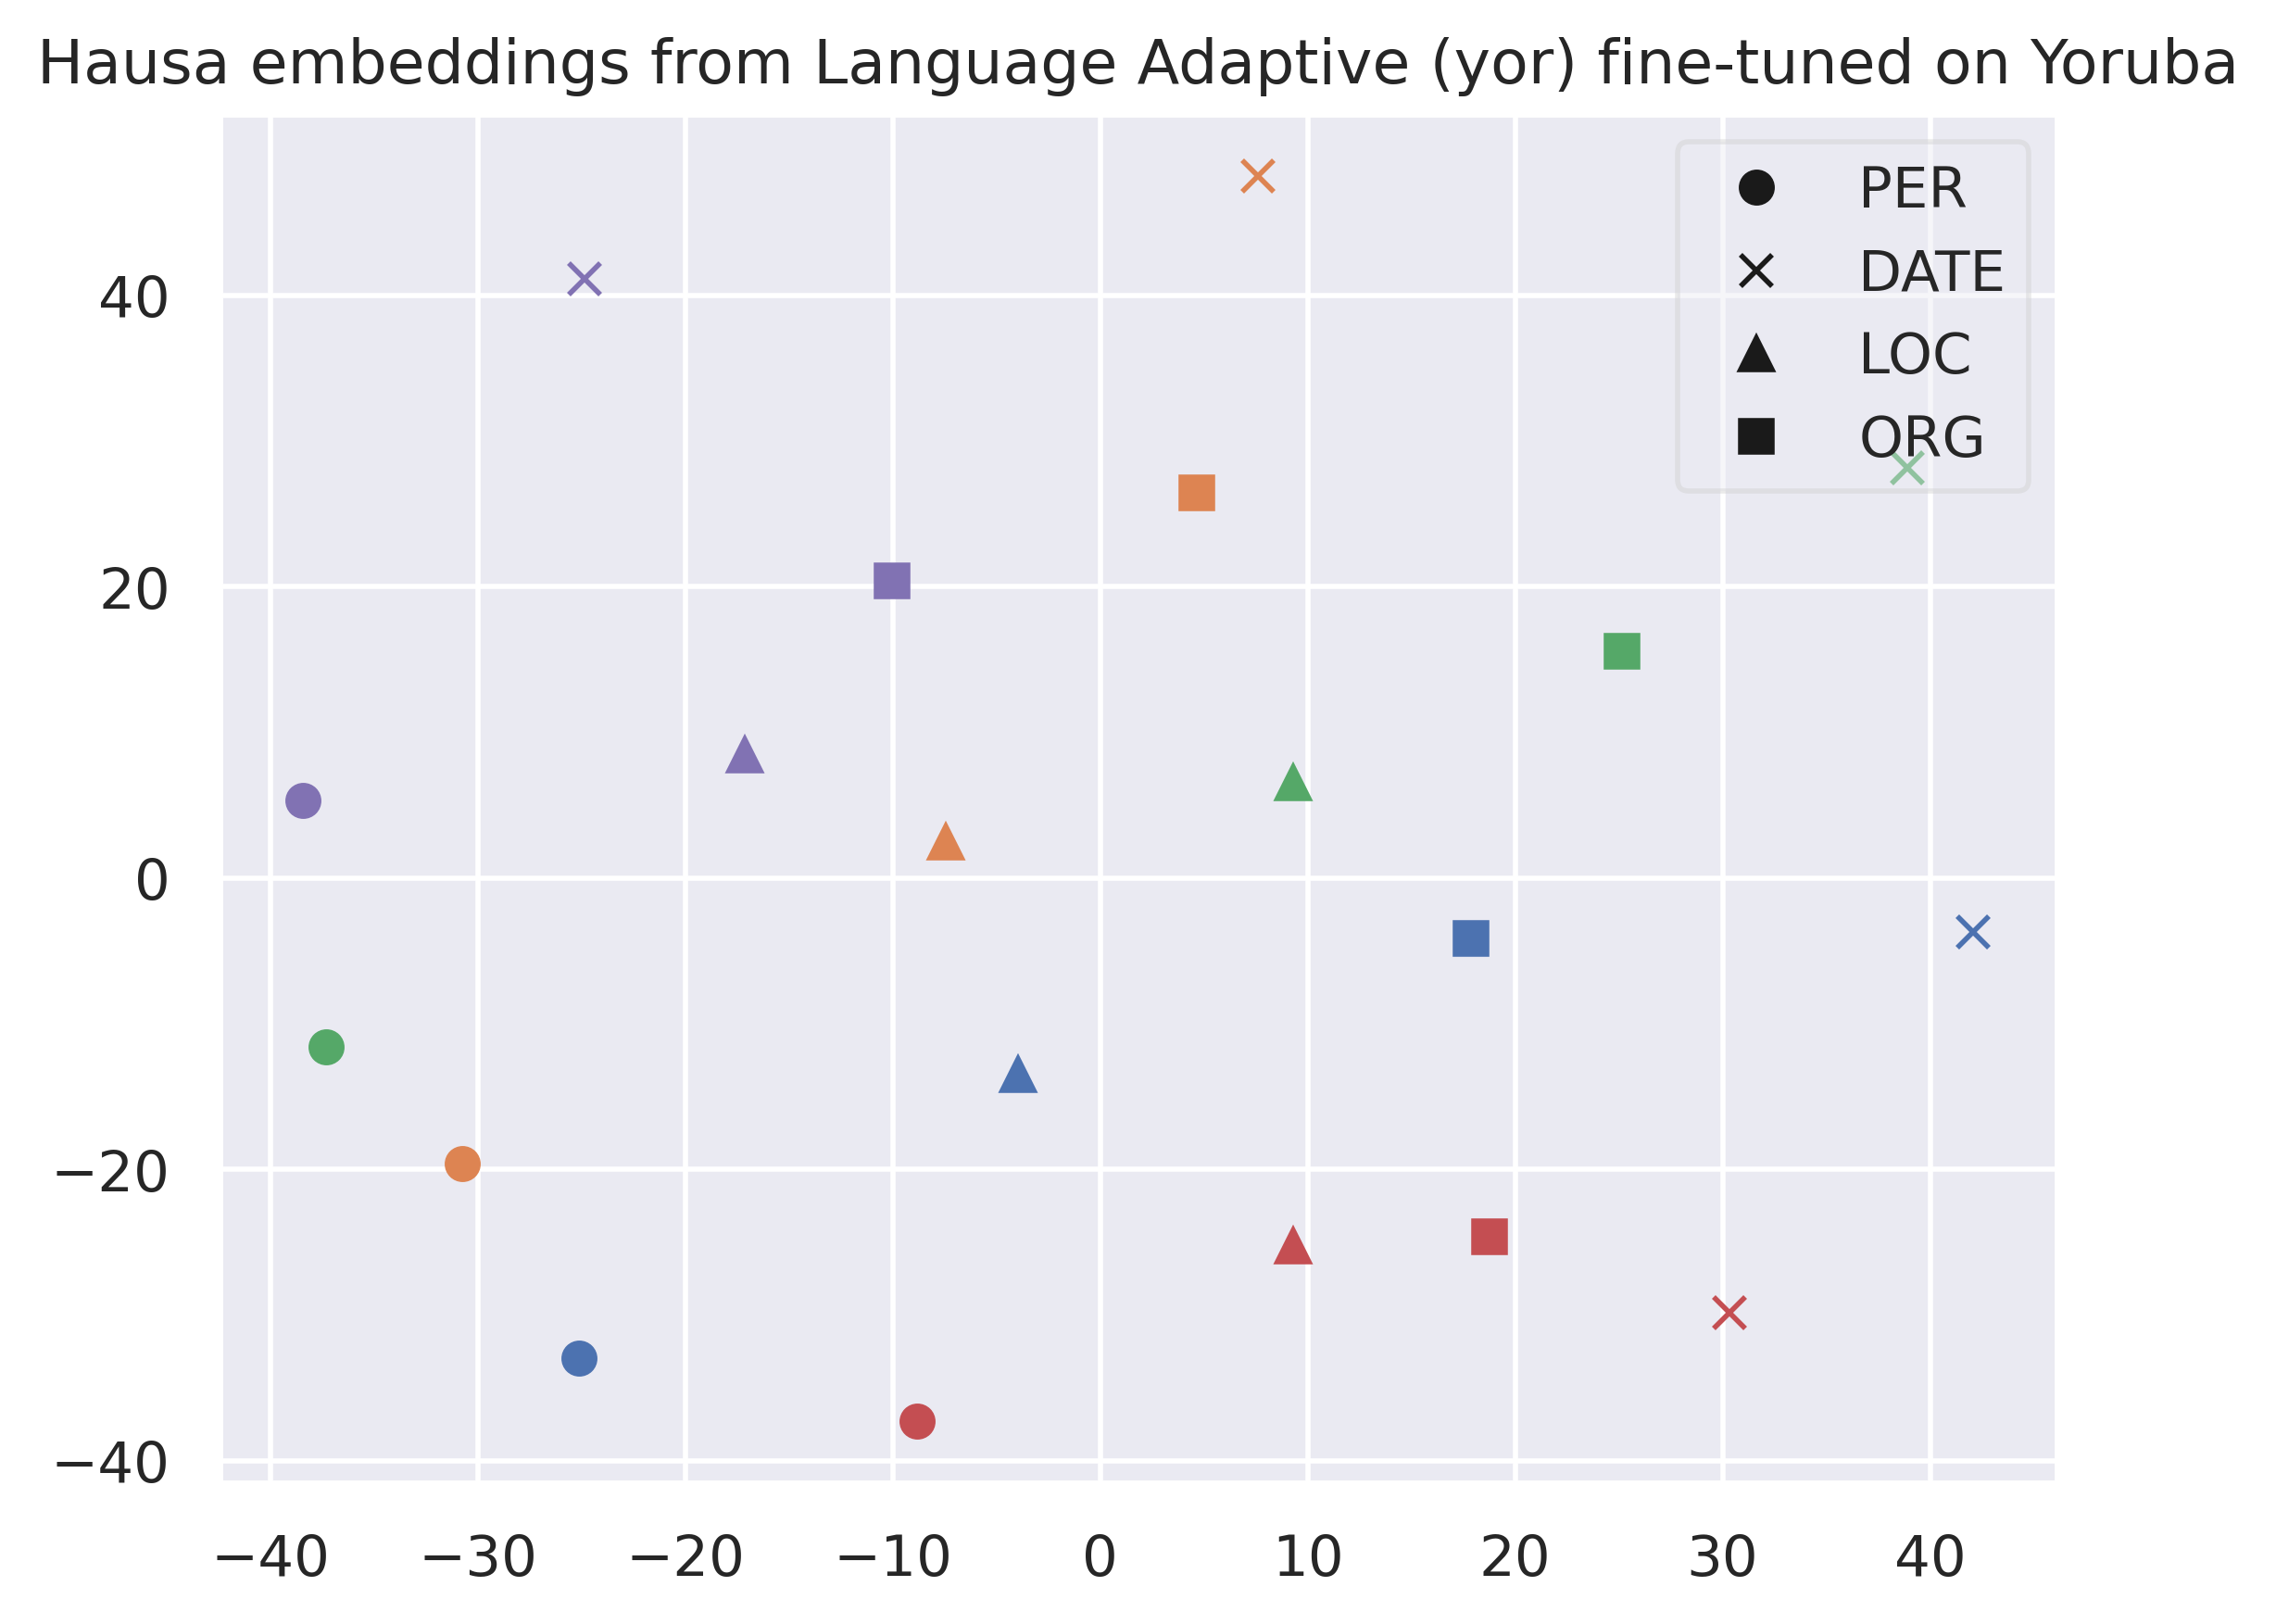 Hausa embeddings from Language Adaptive (yor) fine-tuned on Yoruba
PER
DATE
LOC
ORG
40
20
0
−20
−40
−40 −30 −20 −10 0 10 20 30 40